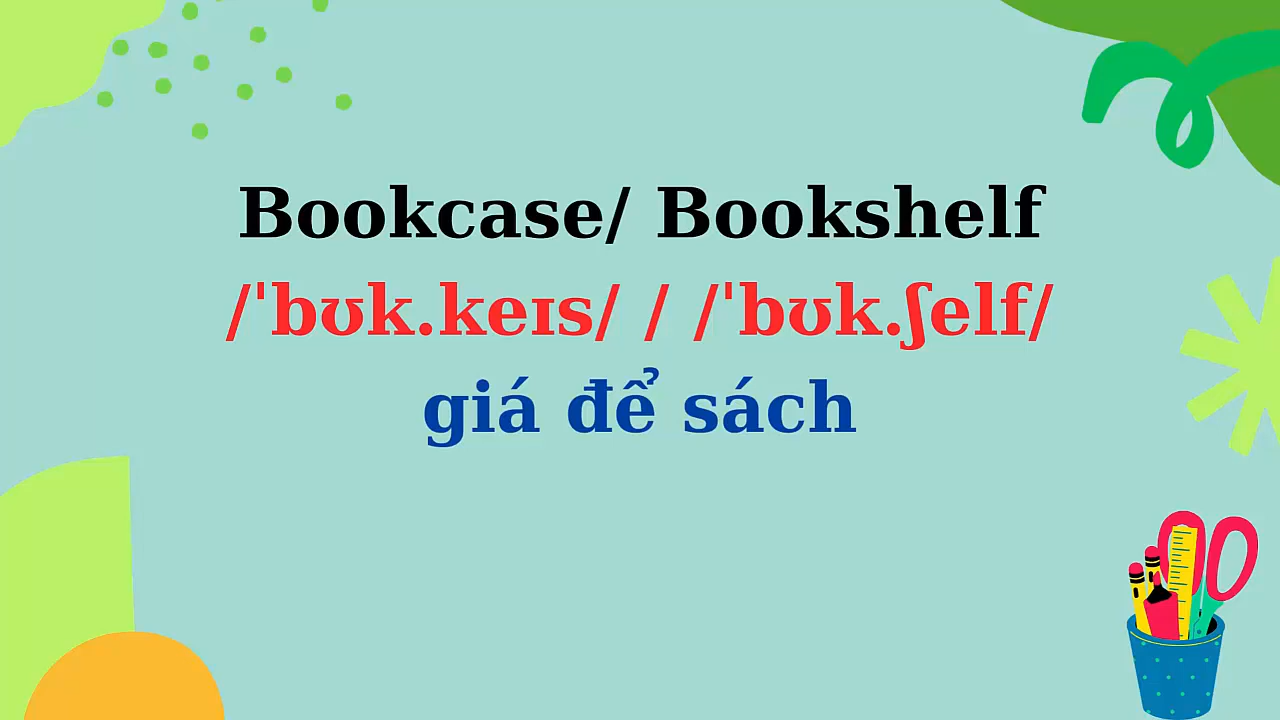 Bookcase/ Bookshelf
/ˈbʊk.keɪs/ / /ˈbʊk.ʃelf/
giá để sách